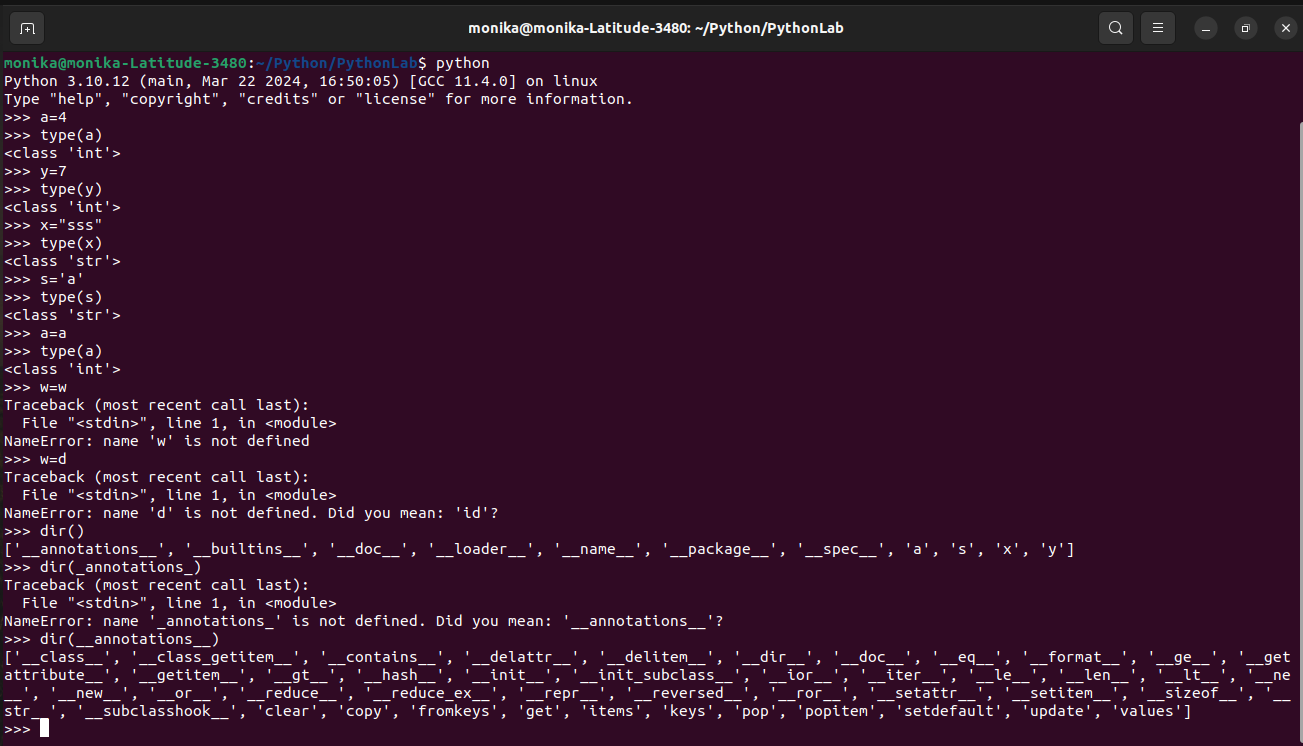 monika@monika-Latitude-3480: ~/Python/PythonLab
monika@monika-Latitude-3480:~/Python/PythonLab$ python
Python 3.10.12 (main, Mar 22 2024, 16:50:05) [GCC 11.4.0] on linux
Type "help", "copyright", "credits" or "license" for more information.
>>> a=4
>>> type(a)
<class 'int'>
>>> y=7
>>> type(y)
<class 'int'>
>>> x="sss"
>>> type(x)
<class 'str'>
>>> s='a'
>>> type(s)
<class 'str'>
>>> a=a
>>> type(a)
<class 'int'>
>>> w=w
Traceback (most recent call last):
  File "<stdin>", line 1, in <module>
NameError: name 'w' is not defined
>>> w=d
Traceback (most recent call last):
  File "<stdin>", line 1, in <module>
NameError: name 'd' is not defined. Did you mean: 'id'?
>>> dir()
['__annotations__', '__builtins__', '__doc__', '__loader__', '__name__', '__package__', '__spec__', 'a', 's', 'x', 'y']
>>> dir(_annotations_)
Traceback (most recent call last):
  File "<stdin>", line 1, in <module>
NameError: name '_annotations_' is not defined. Did you mean: '__annotations__'?
>>> dir(__annotations__)
['__class__', '__class_getitem__', '__contains__', '__delattr__', '__delitem__', '__dir__', '__doc__', '__eq__', '__format__', '__ge__', '__get
attribute__', '__getitem__', '__gt__', '__hash__', '__init__', '__init_subclass__', '__ior__', '__iter__', '__le__', '__len__', '__lt__', '__ne
__', '__new__', '__or__', '__reduce__', '__reduce_ex__', '__repr__', '__reversed__', '__ror__', '__setattr__', '__setitem__', '__sizeof__', '__
str__', '__subclasshook__', 'clear', 'copy', 'fromkeys', 'get', 'items', 'keys', 'pop', 'popitem', 'setdefault', 'update', 'values']
>>>